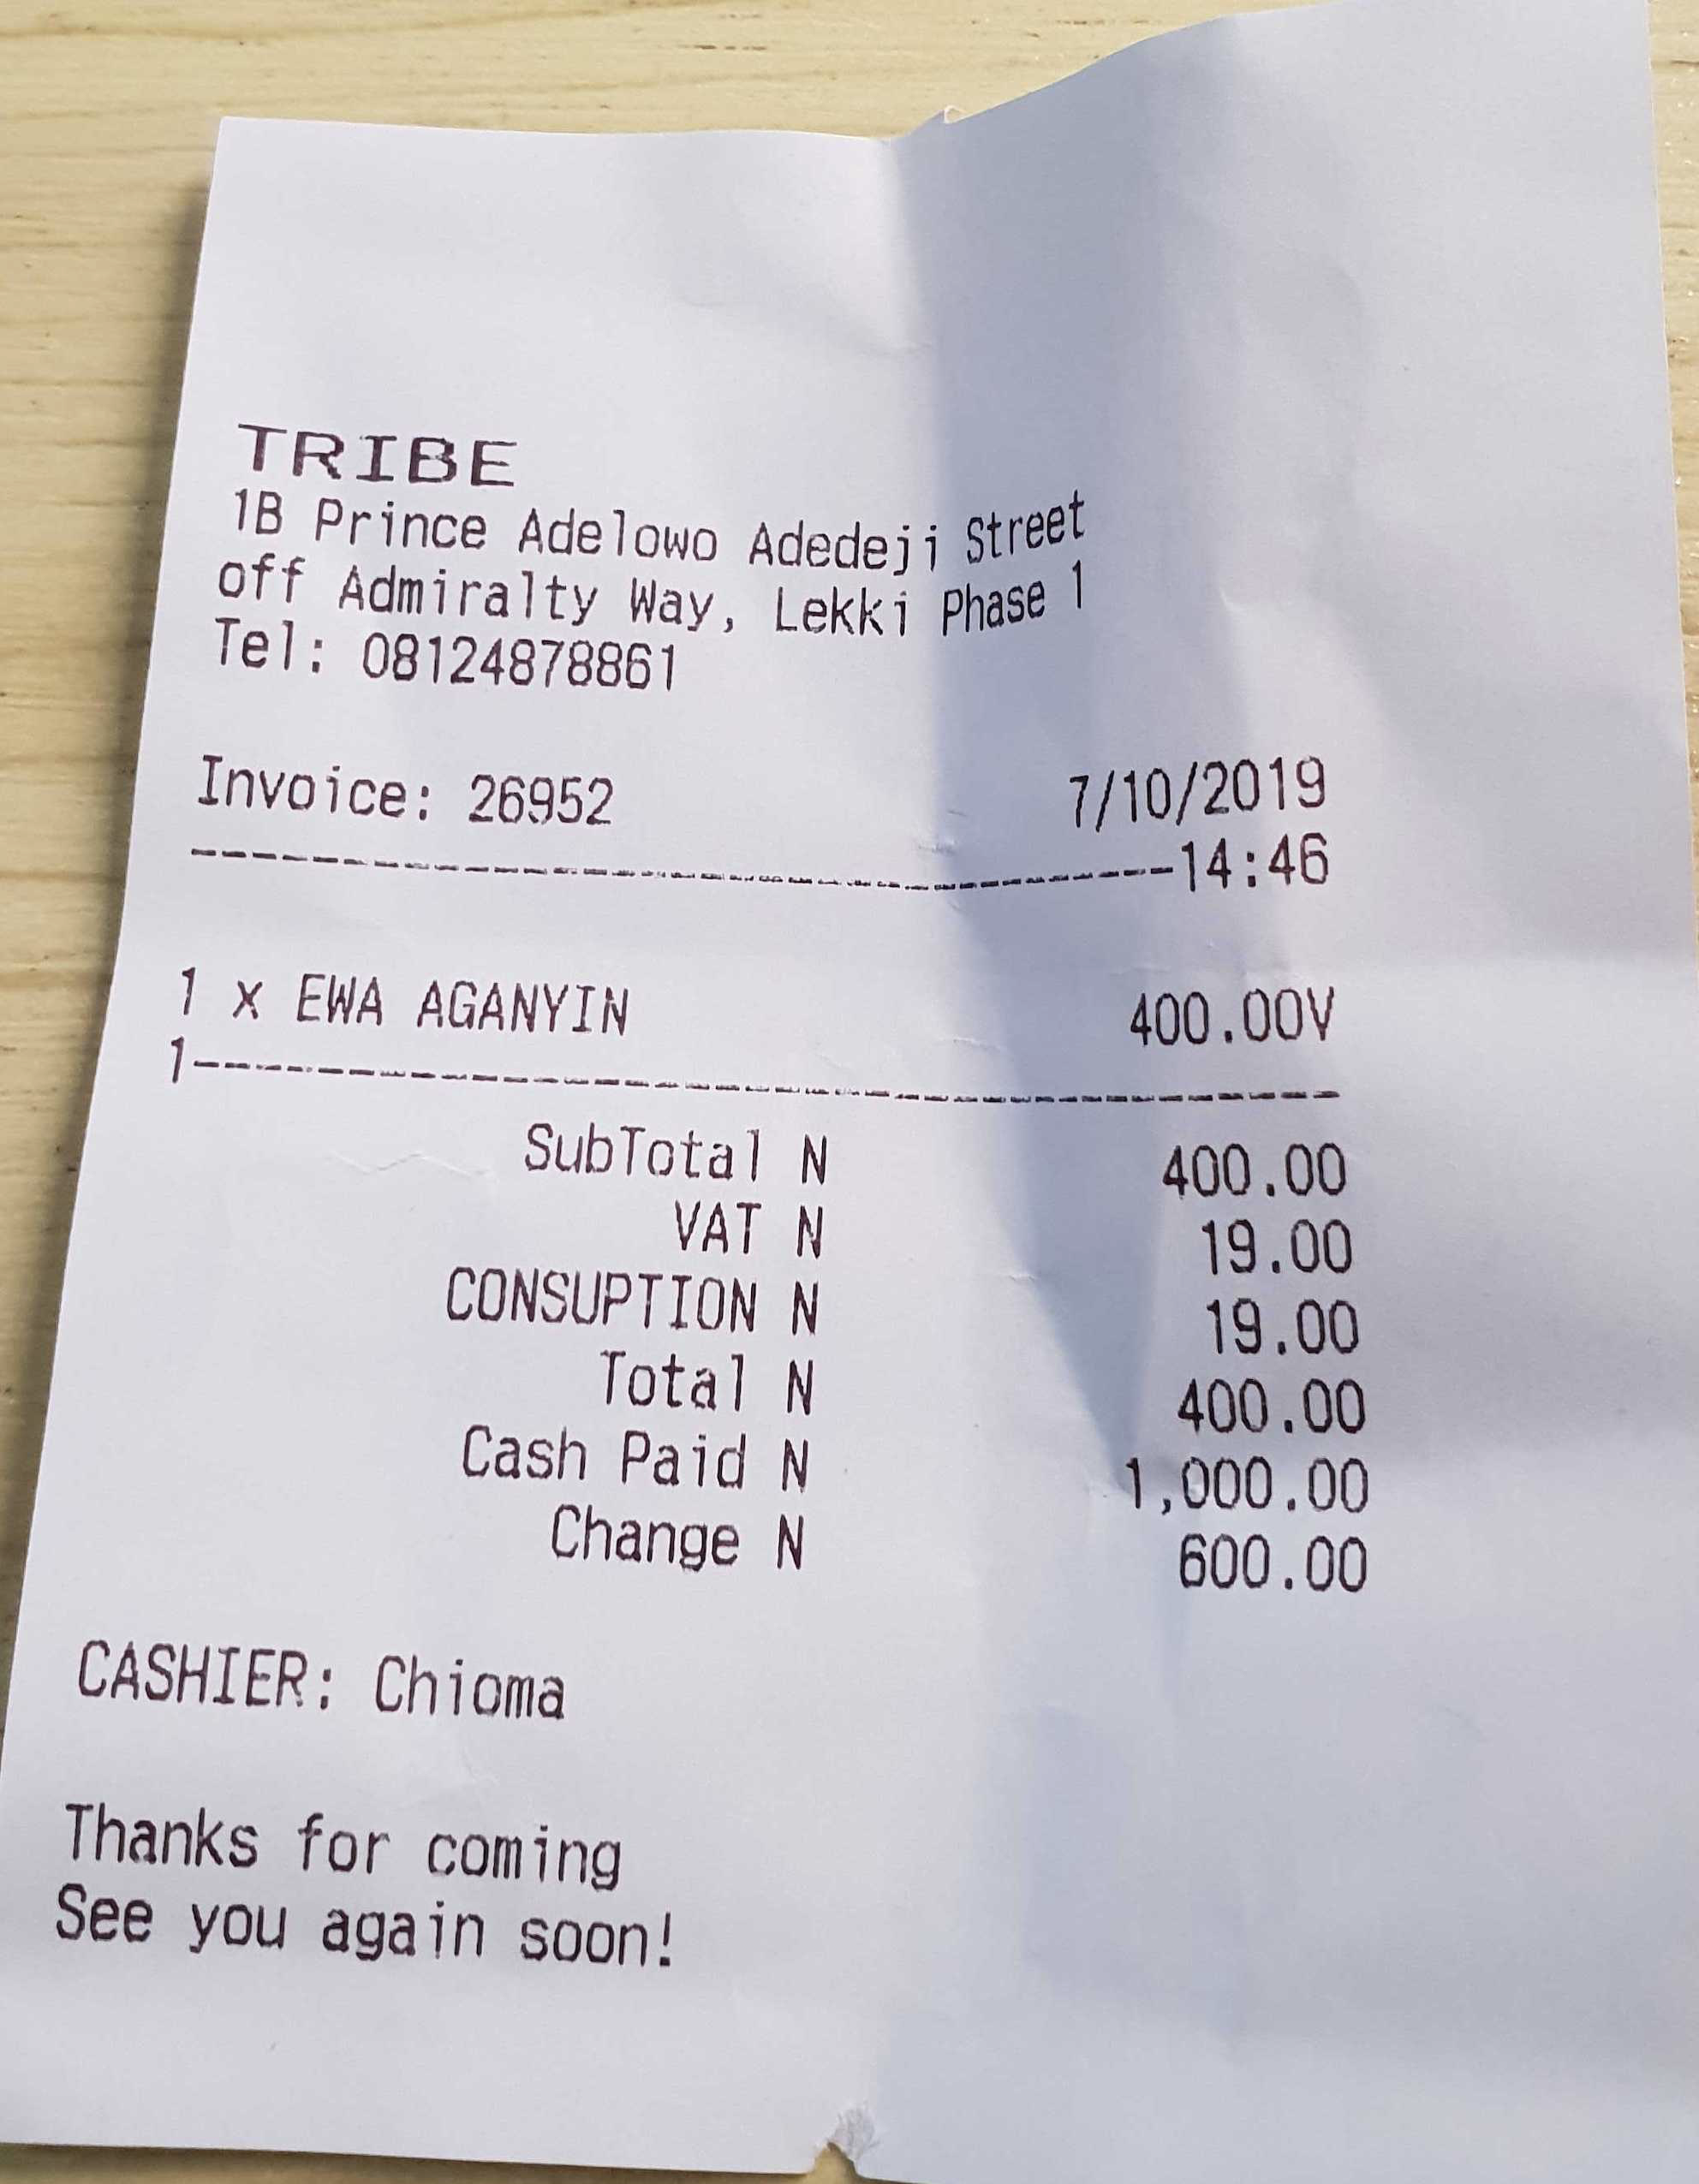 TRIBE
1B Prince Adelowo Adedeji Street
off Admiralty Way, Lekki Phase 1
Tel: 08124878861
Invoice: 26952 7/10/2019
--------------------------------14:46
1 x EWA AGANYIN 400.00V
1------------------------------------
SubTotal N 400.00
VAT N 19.00
CONSUPTION N 19.00
Total N 400.00
Cash Paid N 1,000.00
Change N 600.00
CASHIER: Chioma
Thanks for coming
See you again soon!